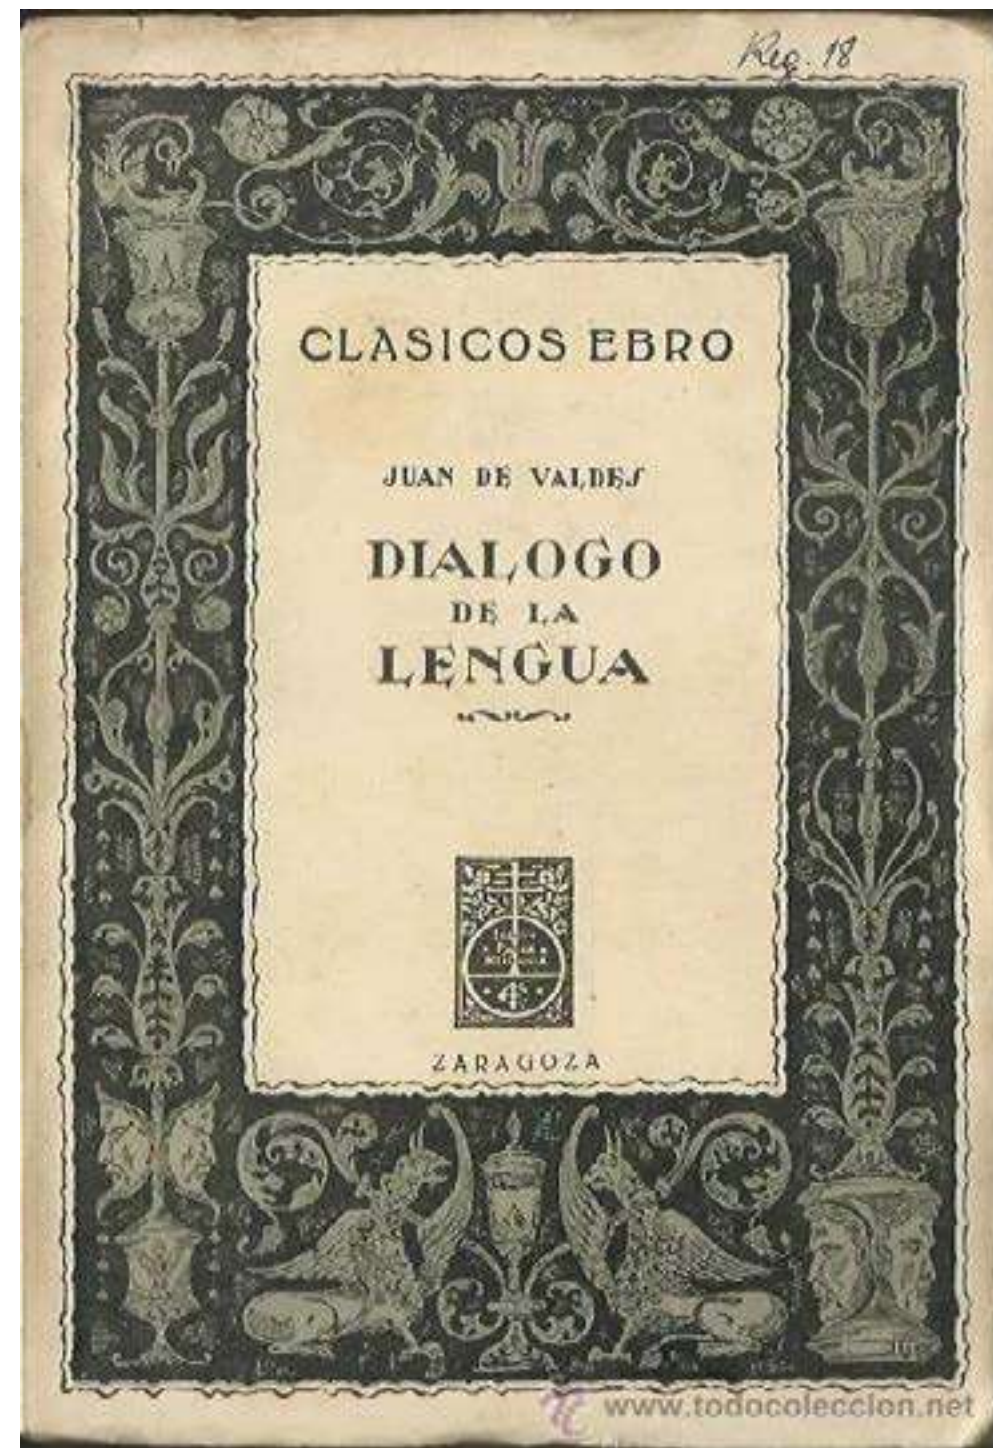 Reg. 18
CLASICOS EBRO
JUAN DE VALDES
DIALOGO
DE LA
LENGUA
ZARAGOZA
www.todocoleccion.net